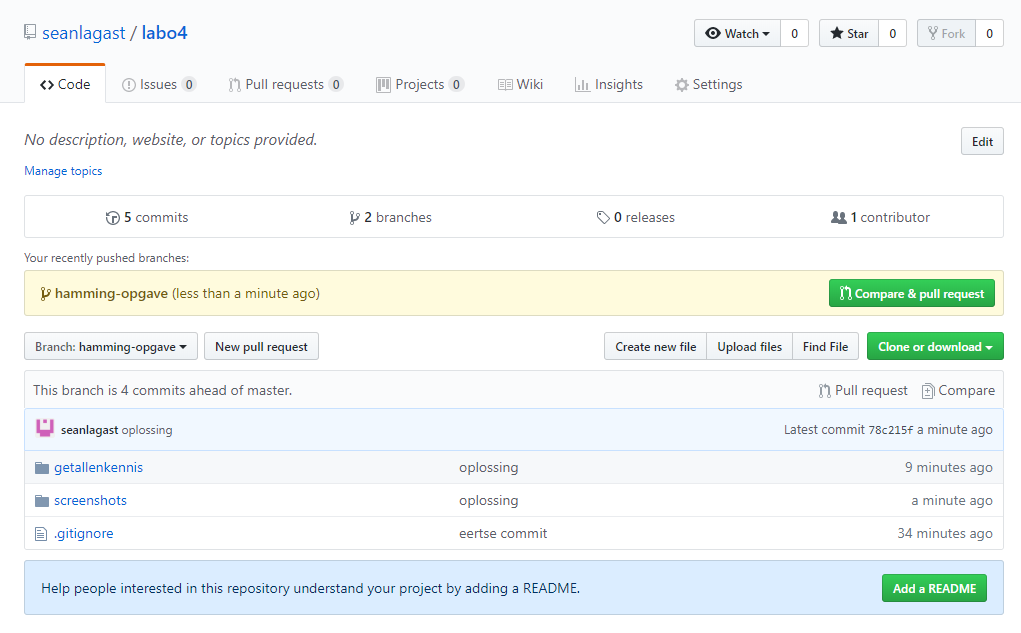 seanlagast / labo4 Watch 0 Star 0 Fork 0
Code Issues 0 Pull requests 0 Projects 0 Wiki Insights Settings
No description, website, or topics provided. Edit
Manage topics
5 commits 2 branches 0 releases 1 contributor
Your recently pushed branches:
hamming-opgave (less than a minute ago) Compare & pull request
Branch: hamming-opgave New pull request Create new file Upload files Find File Clone or download
This branch is 4 commits ahead of master. Pull request Compare
seanlagast oplossing Latest commit 78c215f a minute ago
getallenkennis oplossing 9 minutes ago
screenshots oplossing a minute ago
.gitignore eertse commit 34 minutes ago
Help people interested in this repository understand your project by adding a README. Add a README